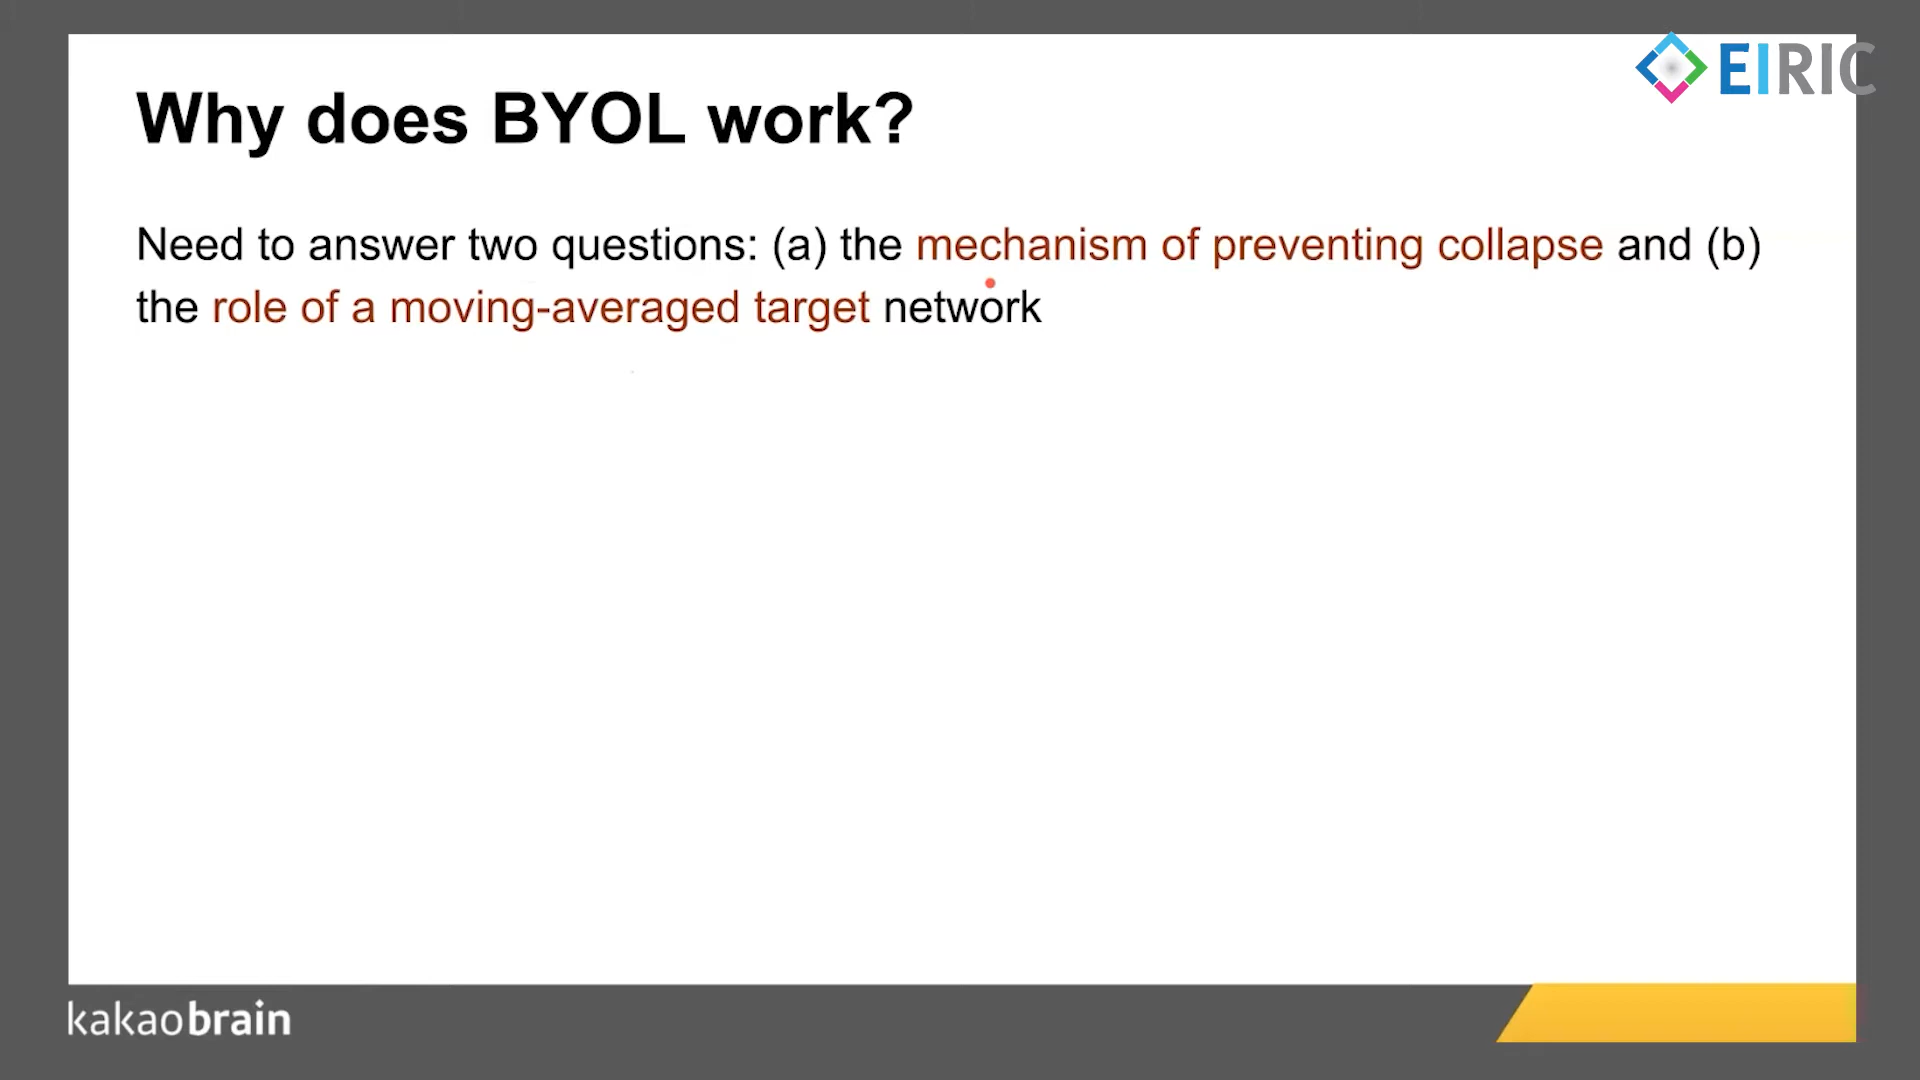 EIRIC
Why does BYOL work?
Need to answer two questions: (a) the mechanism of preventing collapse and (b)
the role of a moving-averaged target network
kakaobrain